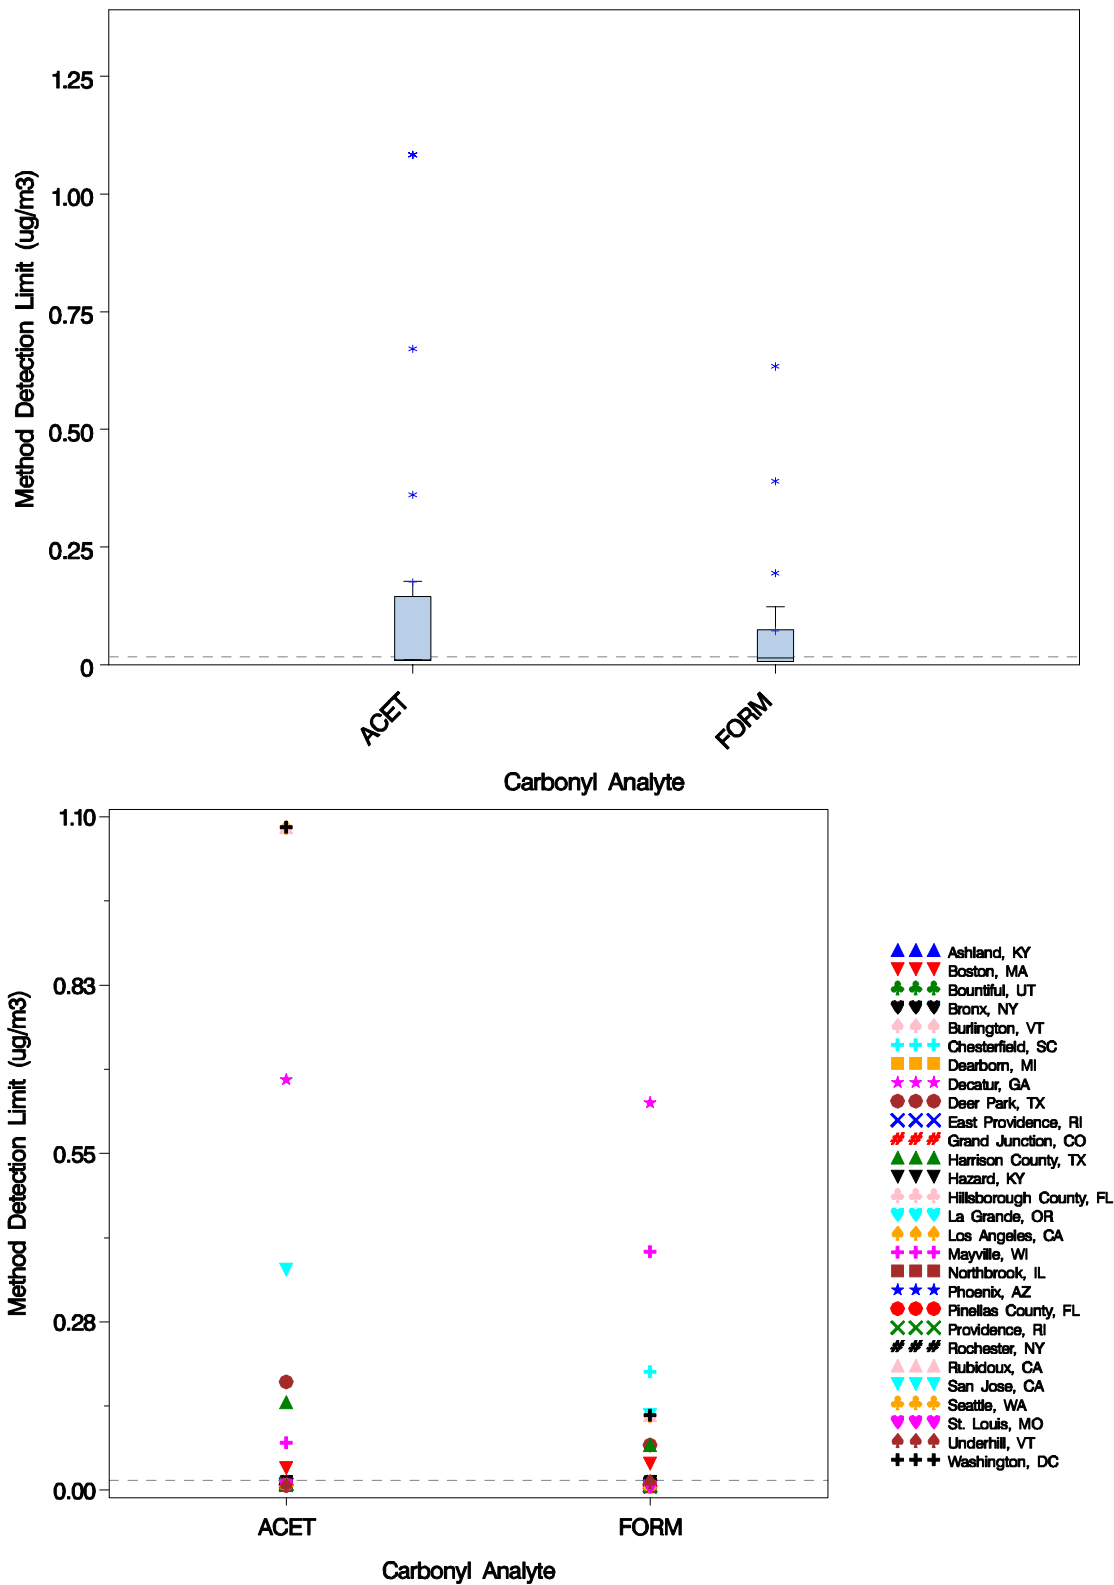 Method Detection Limit (ug/m3)
1.25
1.00
0.75
0.50
0.25
0
ACET
FORM
Carbonyl Analyte
Method Detection Limit (ug/m3)
1.10
0.83
0.55
0.28
0.00
ACET
FORM
Carbonyl Analyte
Ashland, KY
Boston, MA
Bountiful, UT
Bronx, NY
Burlington, VT
Chesterfield, SC
Dearborn, MI
Decatur, GA
Deer Park, TX
East Providence, RI
Grand Junction, CO
Harrison County, TX
Hazard, KY
Hillsborough County, FL
La Grande, OR
Los Angeles, CA
Mayville, WI
Northbrook, IL
Phoenix, AZ
Pinellas County, FL
Providence, RI
Rochester, NY
Rubidoux, CA
San Jose, CA
Seattle, WA
St. Louis, MO
Underhill, VT
Washington, DC